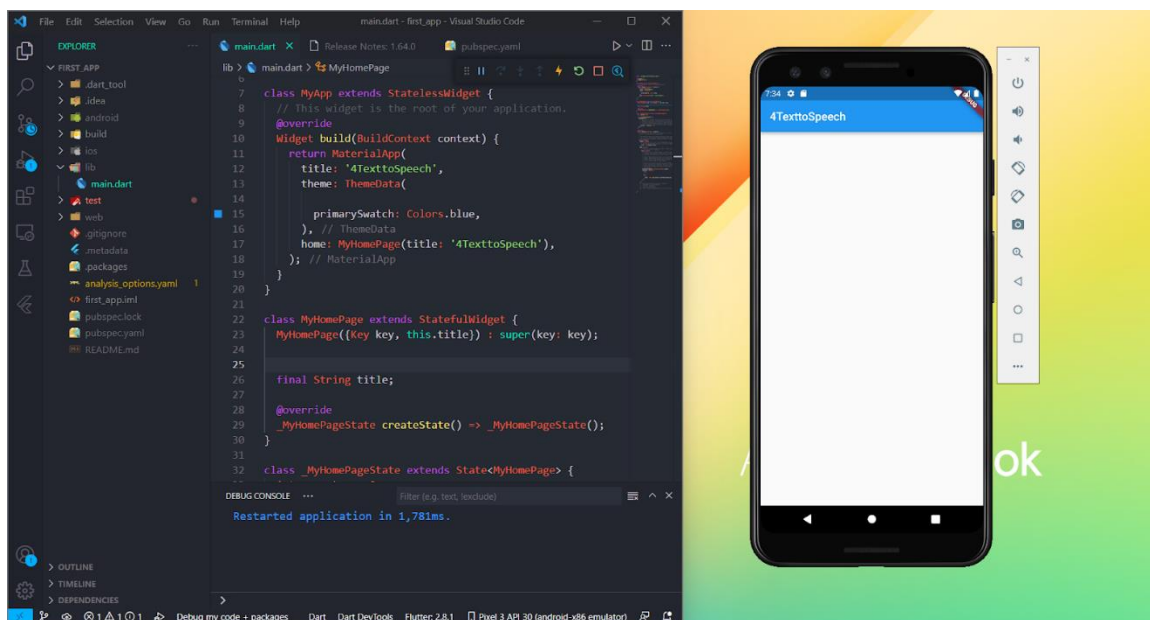 File Edit Selection View Go Run Terminal Help main.dart - first_app - Visual Studio Code
EXPLORER
FIRST_APP
.dart_tool
.idea
android
build
ios
lib
main.dart
test
web
.gitignore
.metadata
.packages
analysis_options.yaml 1
first_app.iml
pubspec.lock
pubspec.yaml
README.md
OUTLINE
TIMELINE
DEPENDENCIES
main.dart Release Notes: 1.64.0 pubspec.yaml
lib > main.dart > MyHomePage
6
7 class MyApp extends StatelessWidget {
8 // This widget is the root of your application.
9 @override
10 Widget build(BuildContext context) {
11 return MaterialApp(
12 title: '4TexttoSpeech',
13 theme: ThemeData(
14
15 primarySwatch: Colors.blue,
16 ), // ThemeData
17 home: MyHomePage(title: '4TexttoSpeech'),
18 ); // MaterialApp
19 }
20 }
21
22 class MyHomePage extends StatefulWidget {
23 MyHomePage({Key key, this.title}) : super(key: key);
24
25
26 final String title;
27
28 @override
29 _MyHomePageState createState() => _MyHomePageState();
30 }
31
32 class _MyHomePageState extends State<MyHomePage> {
DEBUG CONSOLE Filter (e.g. text, !exclude)
Restarted application in 1,781ms.
>
1 1 1 Debug my code + packages Dart Dart DevTools Flutter: 2.8.1 Pixel 3 API 30 (android-x86 emulator)
7:34
DEBUG
4TexttoSpeech
ok